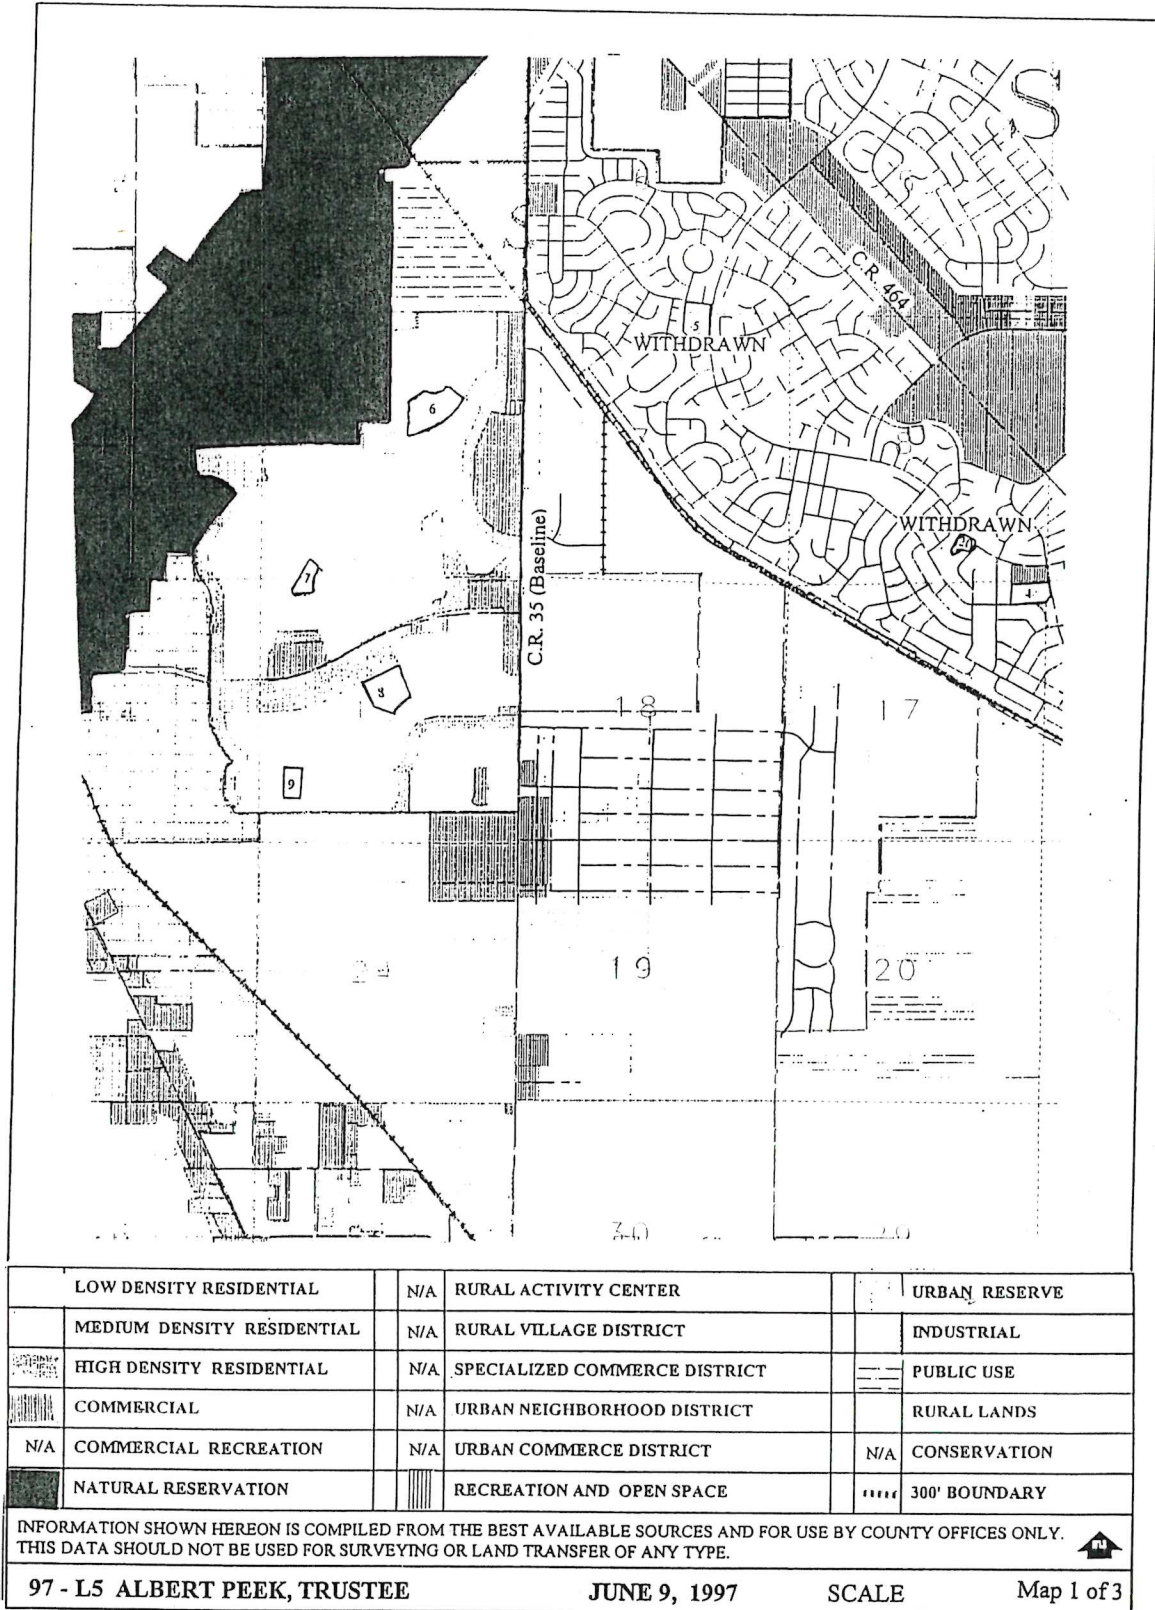 S
C.R. 464
5
WITHDRAWN
6
WITHDRAWN
7
C.R. 35 (Baseline)
8
18
17
9
24
19
20
30
LOW DENSITY RESIDENTIAL
N/A RURAL ACTIVITY CENTER
URBAN RESERVE
MEDIUM DENSITY RESIDENTIAL
N/A RURAL VILLAGE DISTRICT
INDUSTRIAL
HIGH DENSITY RESIDENTIAL
N/A SPECIALIZED COMMERCE DISTRICT
PUBLIC USE
COMMERCIAL
N/A URBAN NEIGHBORHOOD DISTRICT
RURAL LANDS
N/A COMMERCIAL RECREATION
N/A URBAN COMMERCE DISTRICT
N/A CONSERVATION
NATURAL RESERVATION
RECREATION AND OPEN SPACE
300' BOUNDARY
INFORMATION SHOWN HEREON IS COMPILED FROM THE BEST AVAILABLE SOURCES AND FOR USE BY COUNTY OFFICES ONLY.
THIS DATA SHOULD NOT BE USED FOR SURVEYING OR LAND TRANSFER OF ANY TYPE.
97 - L5 ALBERT PEEK, TRUSTEE JUNE 9, 1997 SCALE Map 1 of 3